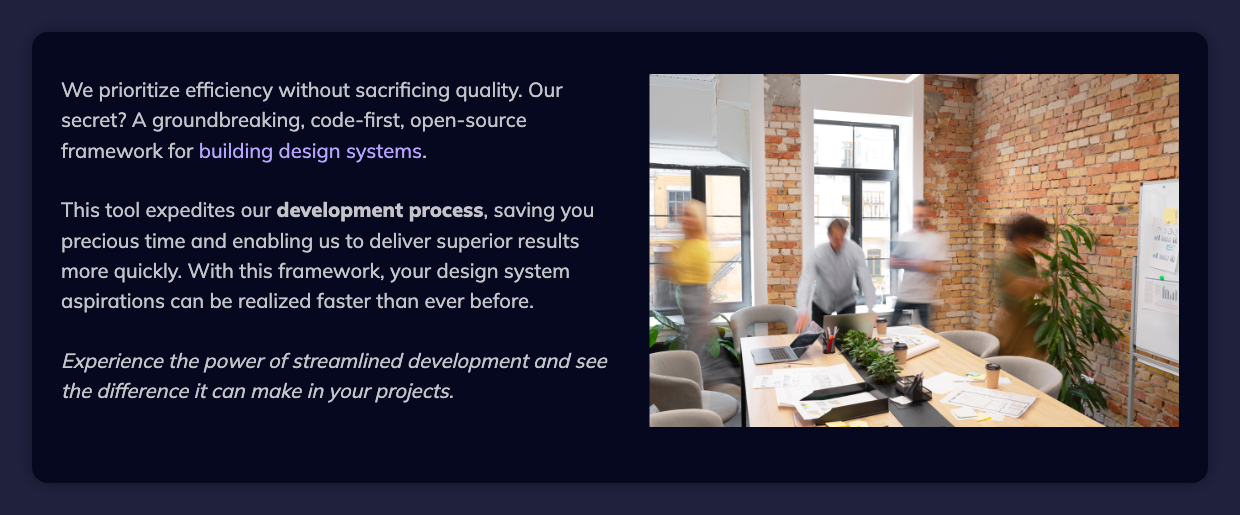 We prioritize efficiency without sacrificing quality. Our
secret? A groundbreaking, code-first, open-source
framework for building design systems.
This tool expedites our development process, saving you
precious time and enabling us to deliver superior results
more quickly. With this framework, your design system
aspirations can be realized faster than ever before.
Experience the power of streamlined development and see
the difference it can make in your projects.